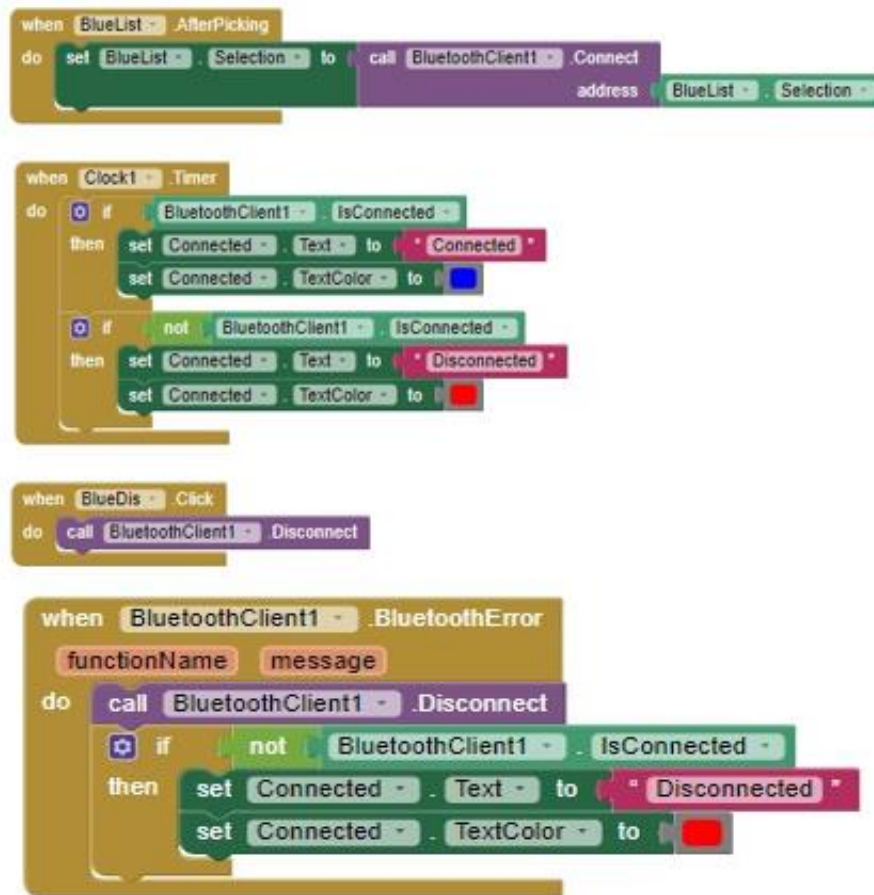 when BlueList .AfterPicking
do set BlueList . Selection to call BluetoothClient1 .Connect
address BlueList . Selection
when Clock1 .Timer
do if BluetoothClient1 . IsConnected
then set Connected . Text to " Connected "
set Connected . TextColor to
if not BluetoothClient1 . IsConnected
then set Connected . Text to " Disconnected "
set Connected . TextColor to
when BlueDis .Click
do call BluetoothClient1 .Disconnect
when BluetoothClient1 .BluetoothError
functionName message
do call BluetoothClient1 .Disconnect
if not BluetoothClient1 . IsConnected
then set Connected . Text to " Disconnected "
set Connected . TextColor to